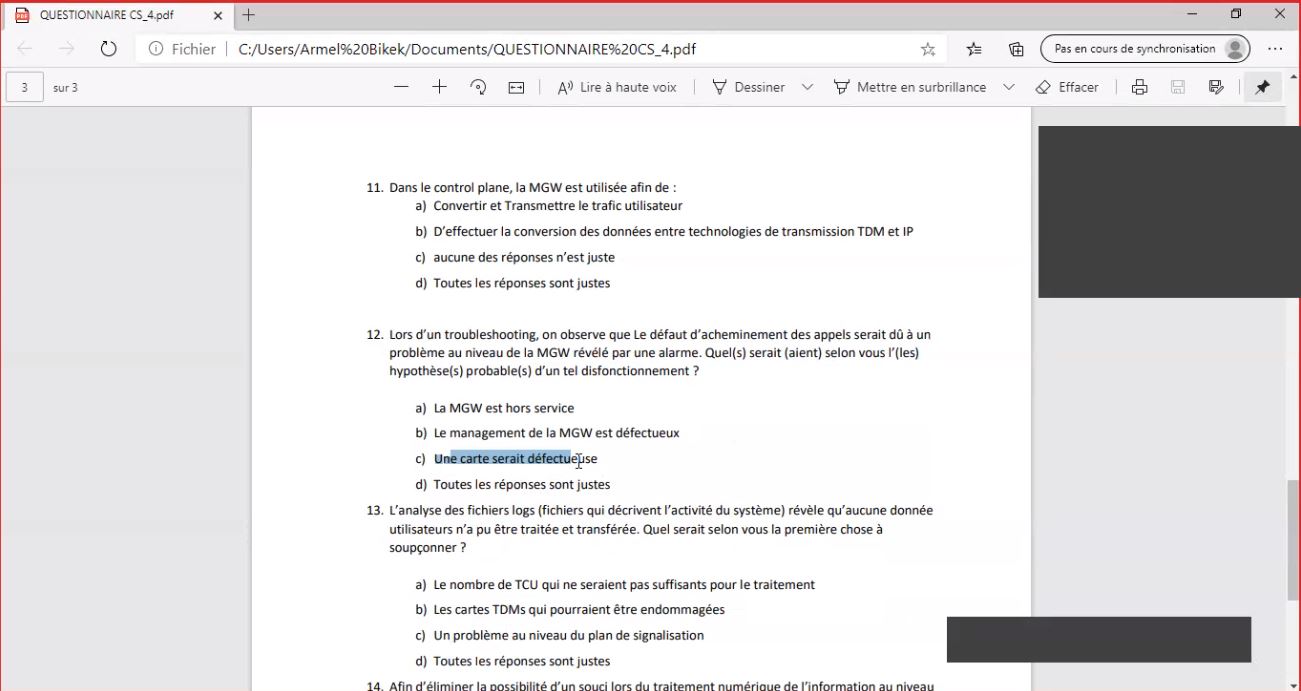 QUESTIONNAIRE CS_4.pdf
Fichier C:/Users/Armel%20Bikek/Documents/QUESTIONNAIRE%20CS_4.pdf Pas en cours de synchronisation
3 sur 3 Lire à haute voix Dessiner Mettre en surbrillance Effacer
11. Dans le control plane, la MGW est utilisée afin de :
a) Convertir et Transmettre le trafic utilisateur
b) D’effectuer la conversion des données entre technologies de transmission TDM et IP
c) aucune des réponses n’est juste
d) Toutes les réponses sont justes
12. Lors d’un troubleshooting, on observe que Le défaut d’acheminement des appels serait dû à un
problème au niveau de la MGW révélé par une alarme. Quel(s) serait (aient) selon vous l’(les)
hypothèse(s) probable(s) d’un tel disfonctionnement ?
a) La MGW est hors service
b) Le management de la MGW est défectueux
c) Une carte serait défectueuse
d) Toutes les réponses sont justes
13. L’analyse des fichiers logs (fichiers qui décrivent l’activité du système) révèle qu’aucune donnée
utilisateurs n’a pu être traitée et transférée. Quel serait selon vous la première chose à
soupçonner ?
a) Le nombre de TCU qui ne seraient pas suffisants pour le traitement
b) Les cartes TDMs qui pourraient être endommagées
c) Un problème au niveau du plan de signalisation
d) Toutes les réponses sont justes
14. Afin d’éliminer la possibilité d’un souci lors du traitement numérique de l’information au niveau